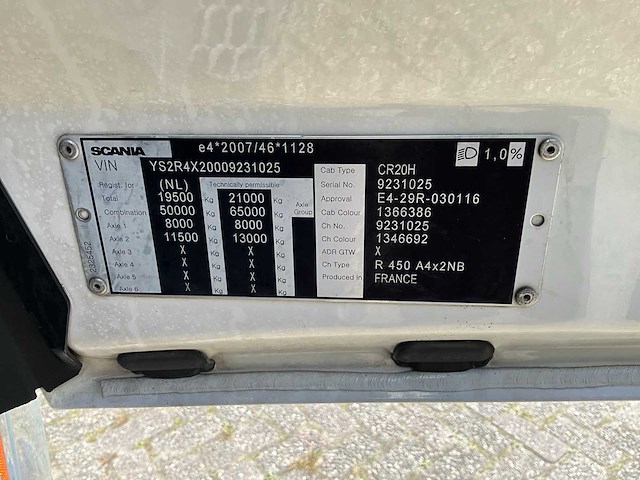 SCANIA e4*2007/46*1128 1,0%
VIN YS2R4X20009231025
Regist. for (NL) Technically permissible
Total 19500 Kg 21000 Kg
Combination 50000 Kg 65000 Kg Axle Group
Axle 1 8000 Kg 8000 Kg
Axle 2 11500 Kg 13000 Kg
Axle 3 X Kg X Kg
Axle 4 X Kg X Kg
Axle 5 X Kg X Kg
Axle 6 X Kg X Kg
Cab Type CR20H
Serial No. 9231025
Approval E4-29R-030116
Cab Colour 1366386
Ch No. 9231025
Ch Colour 1346692
ADR GTW X
Ch Type R 450 A4x2NB
Produced in FRANCE
2325452